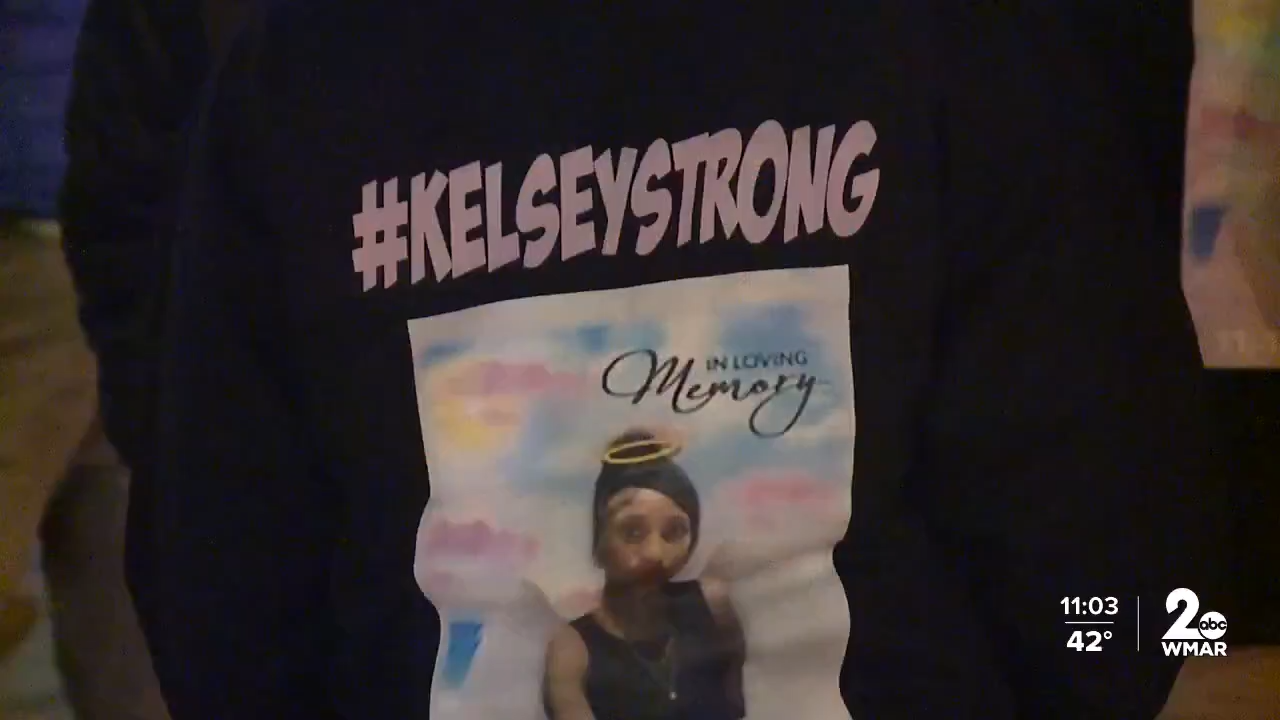 #KELSEYSTRONG
IN LOVING
Memory
11:03
42°
2 abc
WMAR